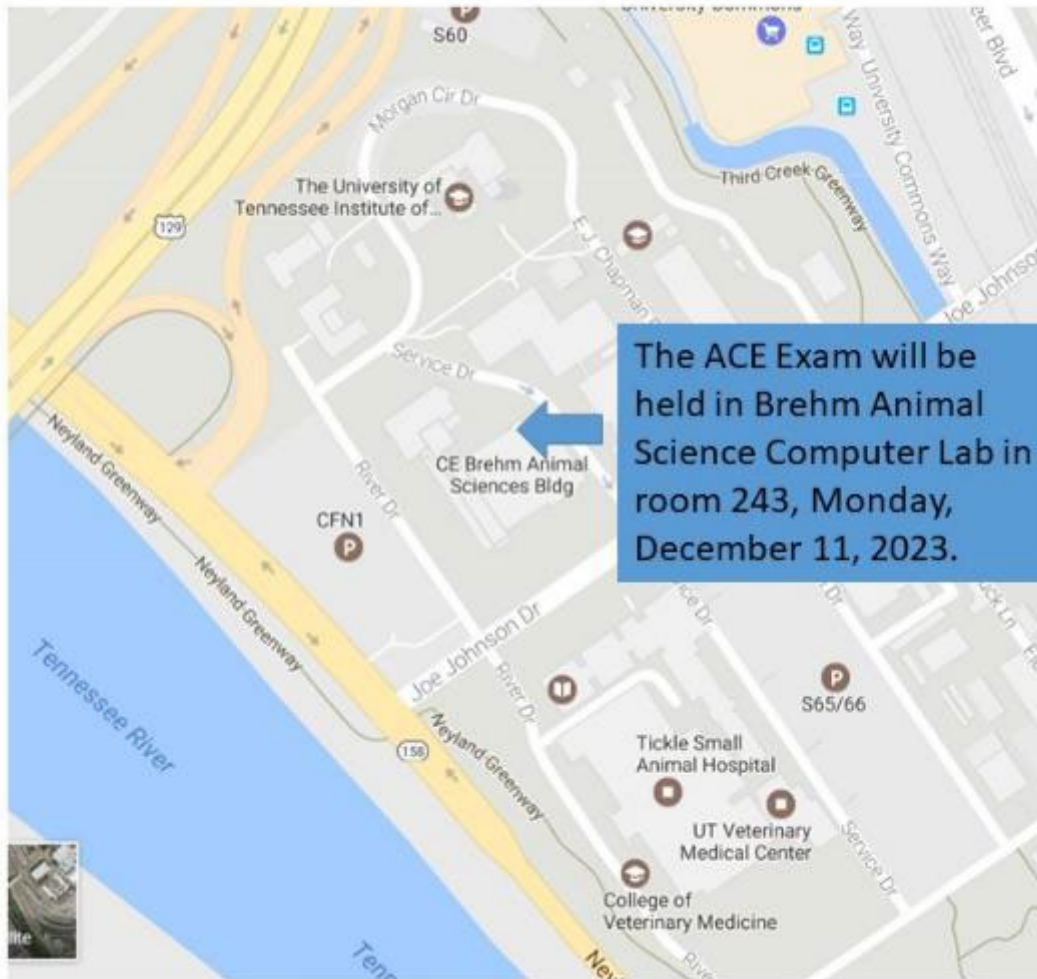 S60
University Commons
Way University Commons Way
Morgan Cir Dr
The University of
Tennessee Institute of...
Third Creek Greenway
129
E.J. Chapman
Joe Johnson
Service Dr
The ACE Exam will be
held in Brehm Animal
Science Computer Lab in
room 243, Monday,
December 11, 2023.
CE Brehm Animal
Sciences Bldg
Neyland Greenway
River Dr
CFN1
P
Neyland Greenway
Joe Johnson Dr
Tennessee River
River Dr
P
S65/66
Neyland Greenway
158
Tickle Small
Animal Hospital
UT Veterinary
Medical Center
Service Dr
College of
Veterinary Medicine